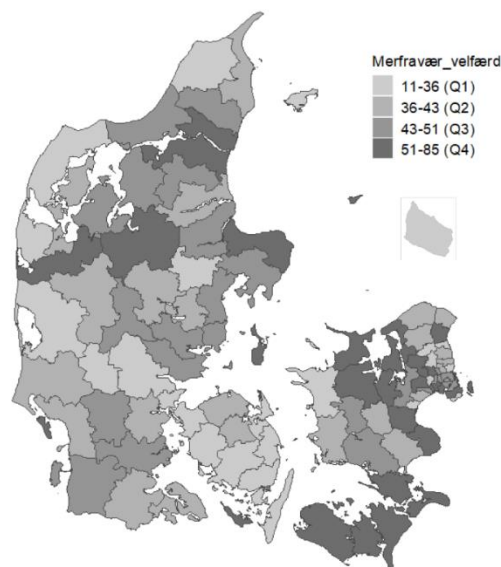 Merfravær_velfærd
11-36 (Q1)
36-43 (Q2)
43-51 (Q3)
51-85 (Q4)